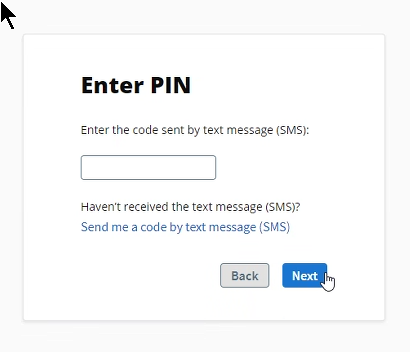 Enter PIN
Enter the code sent by text message (SMS):
Haven't received the text message (SMS)?
Send me a code by text message (SMS)
Back Next